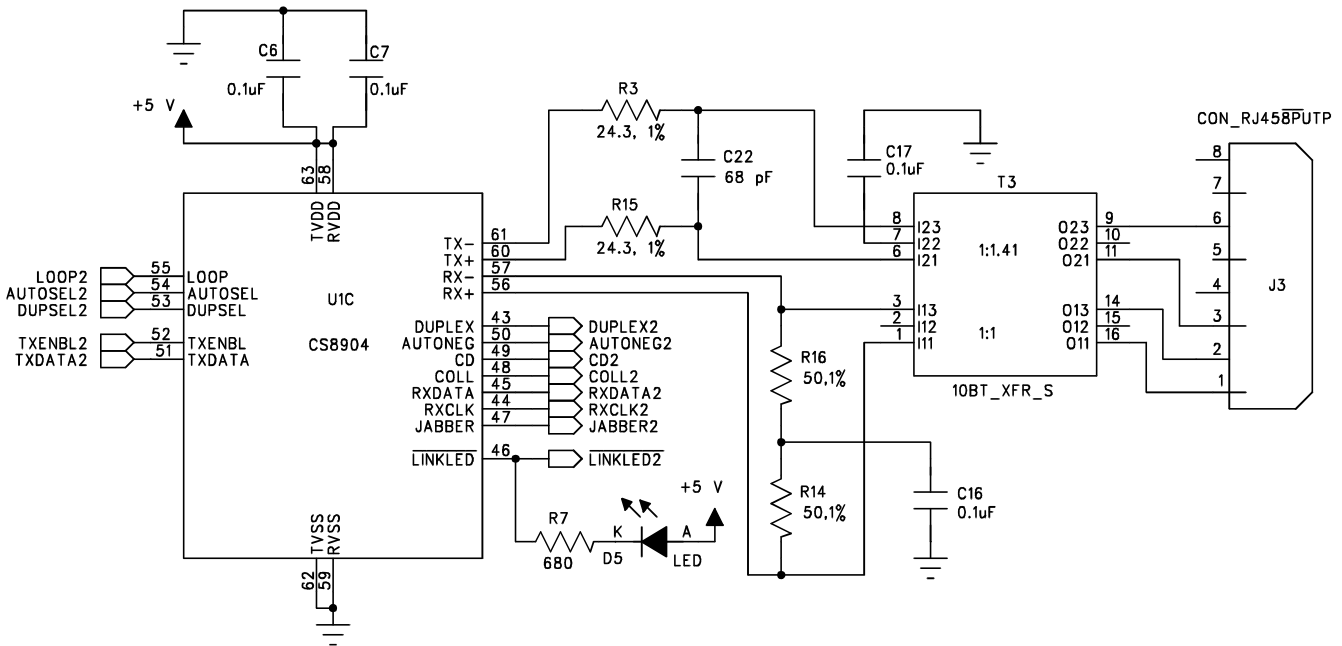 C6
0.1uF
C7
0.1uF
+5 V
63
58
TVDD
RVDD
LOOP2
55
LOOP
AUTOSEL2
54
AUTOSEL
DUPSEL2
53
DUPSEL
TXENBL2
52
TXENBL
TXDATA2
51
TXDATA
U1C
CS8904
TX-
61
TX+
60
RX-
57
RX+
56
DUPLEX
43
DUPLEX2
AUTONEG
50
AUTONEG2
CD
49
CD2
COLL
48
COLL2
RXDATA
45
RXDATA2
RXCLK
44
RXCLK2
JABBER
47
JABBER2
LINKLED
46
LINKLED2
TVSS
RVSS
62
59
R7
680
K
D5
A
LED
+5 V
R3
24.3, 1%
R15
24.3, 1%
C22
68 pF
C17
0.1uF
R16
50,1%
R14
50,1%
C16
0.1uF
T3
8
I23
7
I22
6
I21
3
I13
2
I12
1
I11
1:1.41
1:1
O23
9
O22
10
O21
11
O13
14
O12
15
O11
16
10BT_XFR_S
CON_RJ458PUTP
8
7
6
5
4
3
2
1
J3